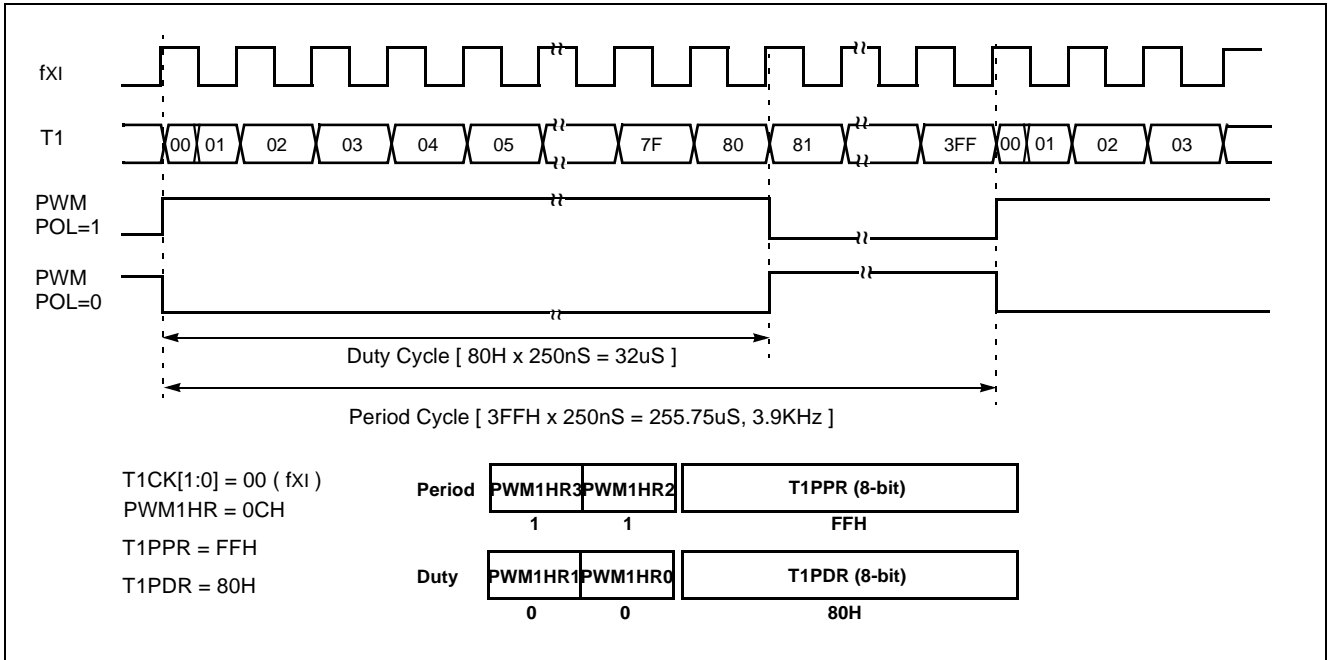 fXI
T1
00 01 02 03 04 05 7F 80 81 3FF 00 01 02 03
PWM
POL=1
PWM
POL=0
Duty Cycle [ 80H x 250nS = 32uS ]
Period Cycle [ 3FFH x 250nS = 255.75uS, 3.9KHz ]
T1CK[1:0] = 00 ( fXI )
PWM1HR = 0CH
T1PPR = FFH
T1PDR = 80H
Period PWM1HR3 PWM1HR2 T1PPR (8-bit)
1 1 FFH
Duty PWM1HR1 PWM1HR0 T1PDR (8-bit)
0 0 80H